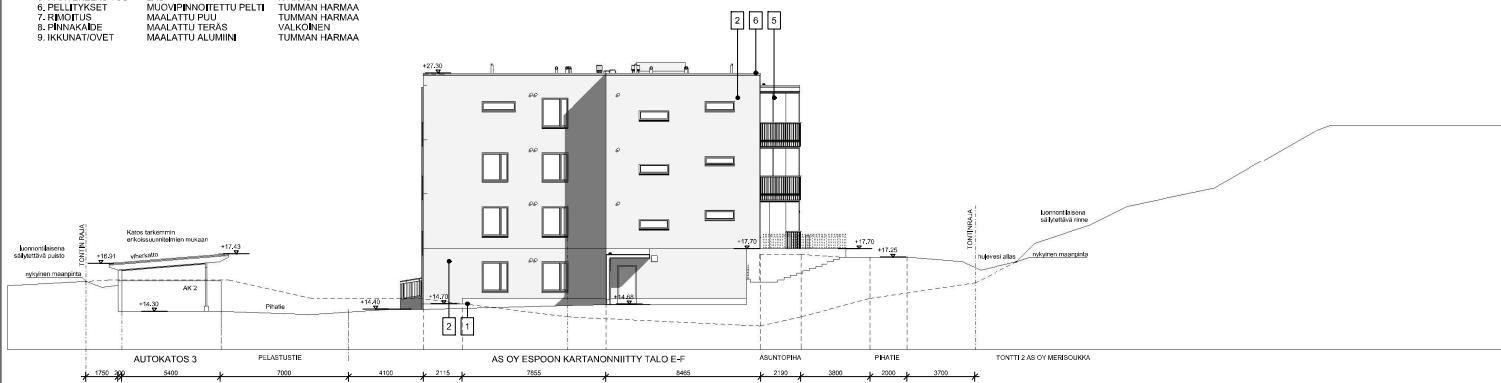 6. PELLITYKSET MUOVIPINNOITETTU PELTI TUMMAN HARMAA
7. RIMOITUS MAALATTU PUU TUMMAN HARMAA
8. PINNAKAIDE MAALATTU TERÄS VALKOINEN
9. IKKUNAT/OVET MAALATTU ALUMIINI TUMMAN HARMAA
2 6 5
+27.30
TONTIN RAJA
luonnontilaisena
säilytettävä puisto
Katos tarkemmin
erikoissuunnitelmien mukaan
+17.43
+16.91
viherkatto
nykyinen maanpinta
AK 2
+14.30
Pihatie
+14.40
+14.70
2 1
+14.68
+17.70
+17.70
+17.25
TONTINRAJA
luonnontilaisena
säilytettävä rinne
hulevesi allas
nykyinen maanpinta
AUTOKATOS 3 PELASTUSTIE AS OY ESPOON KARTANONNIITTY TALO E-F ASUNTOPIHA PIHATIE TONTTI 2 AS OY MERISOUKKA
1750 200 5400 7000 4100 2115 7855 8465 2190 3800 2000 3700